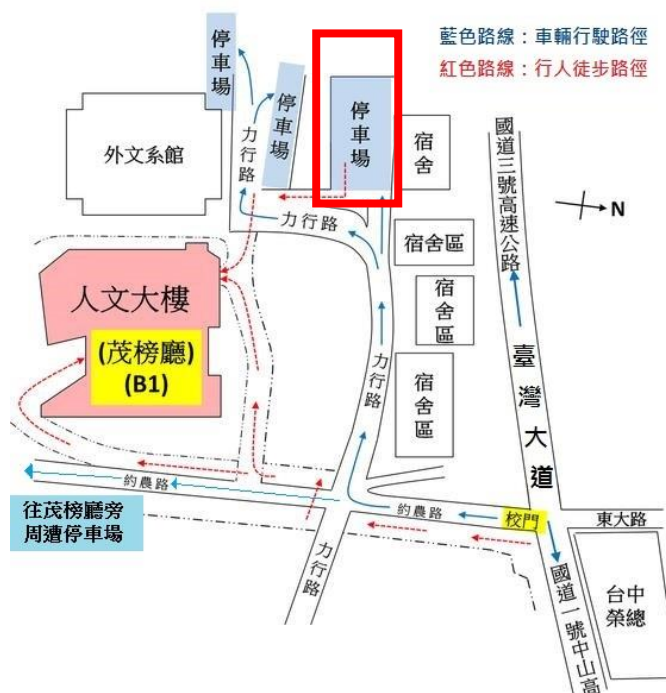 藍色路線：車輛行駛路徑
紅色路線：行人徒步路徑
停車場
停車場
停車場
宿舍
國道三號高速公路
外文系館
力行路
力行路
N
宿舍區
宿舍區
宿舍區
人文大樓
(茂榜廳)
(B1)
力行路
臺灣大道
約農路
約農路
校門
東大路
往茂榜廳旁
周遭停車場
力行路
國道一號中山高
台中
榮總